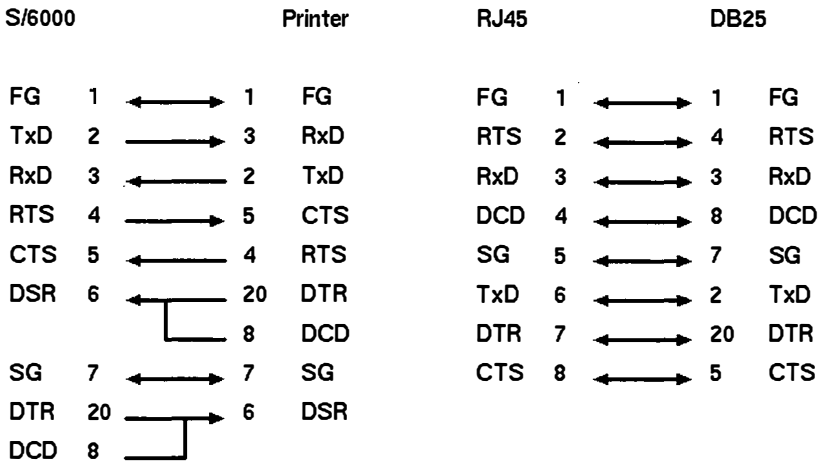 S/6000 Printer RJ45 DB25
FG 1 1 FG FG 1 1 FG
TxD 2 3 RxD RTS 2 4 RTS
RxD 3 2 TxD RxD 3 3 RxD
RTS 4 5 CTS DCD 4 8 DCD
CTS 5 4 RTS SG 5 7 SG
DSR 6 20 DTR TxD 6 2 TxD
8 DCD DTR 7 20 DTR
SG 7 7 SG CTS 8 5 CTS
DTR 20 6 DSR
DCD 8